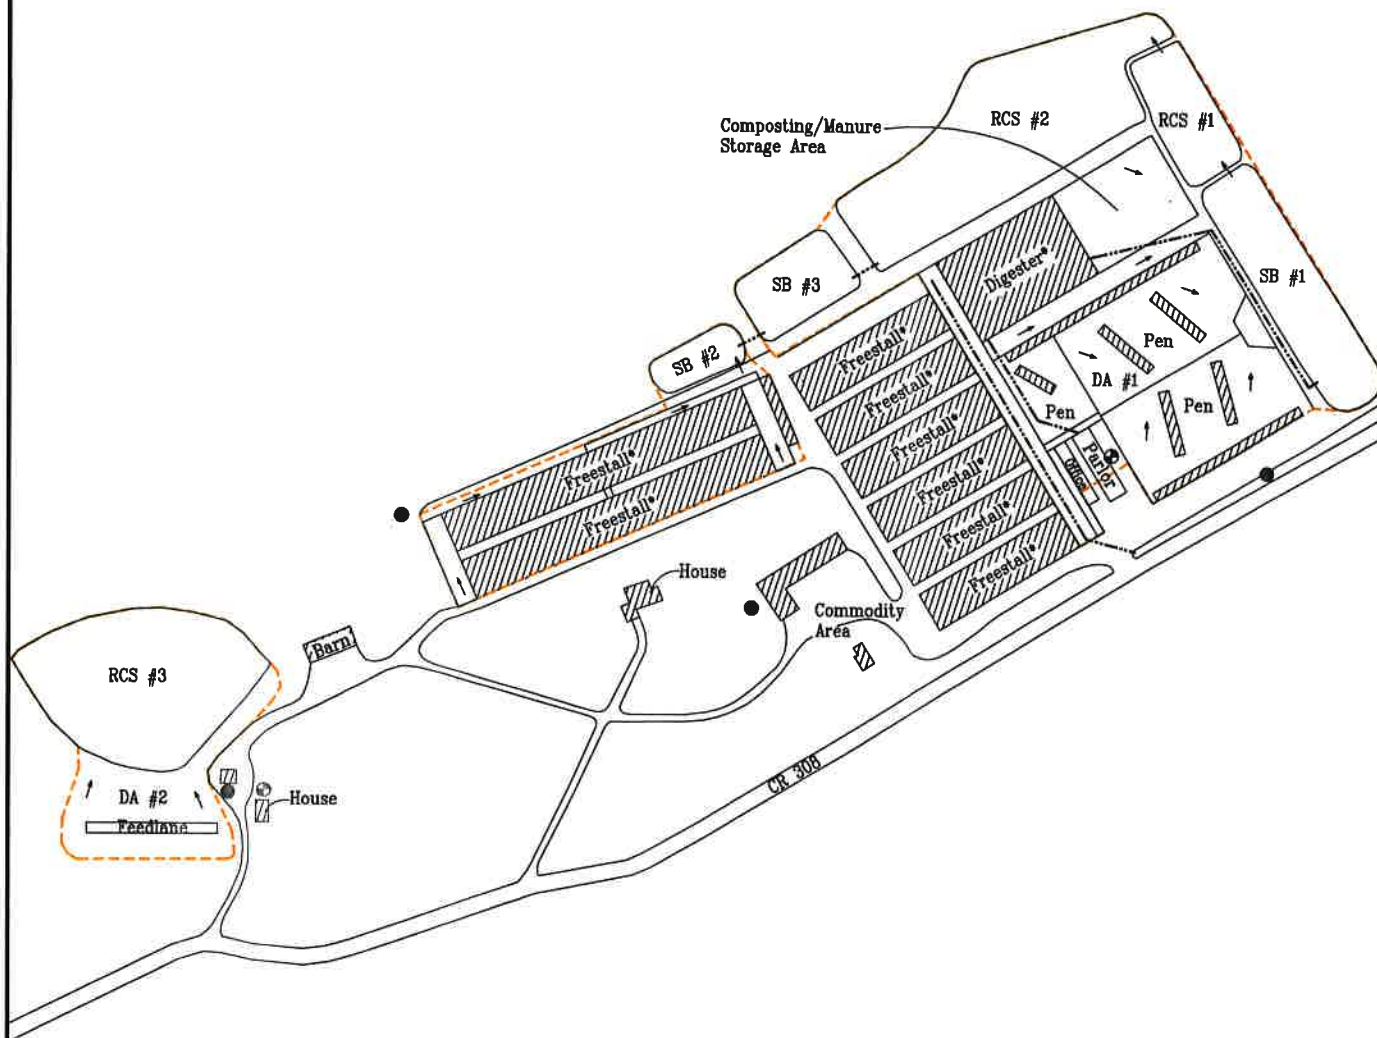 RCS #2
RCS #1
Composting/Manure
Storage Area
Digester*
SB #3
SB #1
SB #2
Freestall*
Freestall*
Freestall*
Freestall*
Freestall*
Freestall*
Pen
DA #1
Pen
Pen
Parlor
Office
Freestall*
Freestall*
House
Commodity
Area
Barn
RCS #3
CR 308
DA #2
House
Feedlane